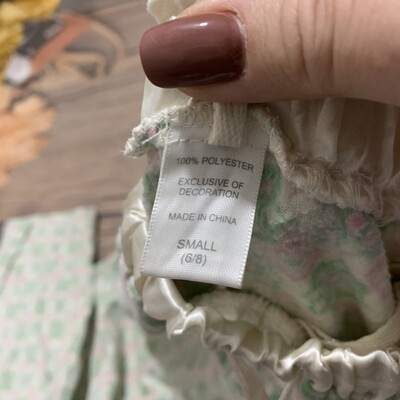 100% POLYESTER
EXCLUSIVE OF
DECORATION
MADE IN CHINA
SMALL
(6/8)